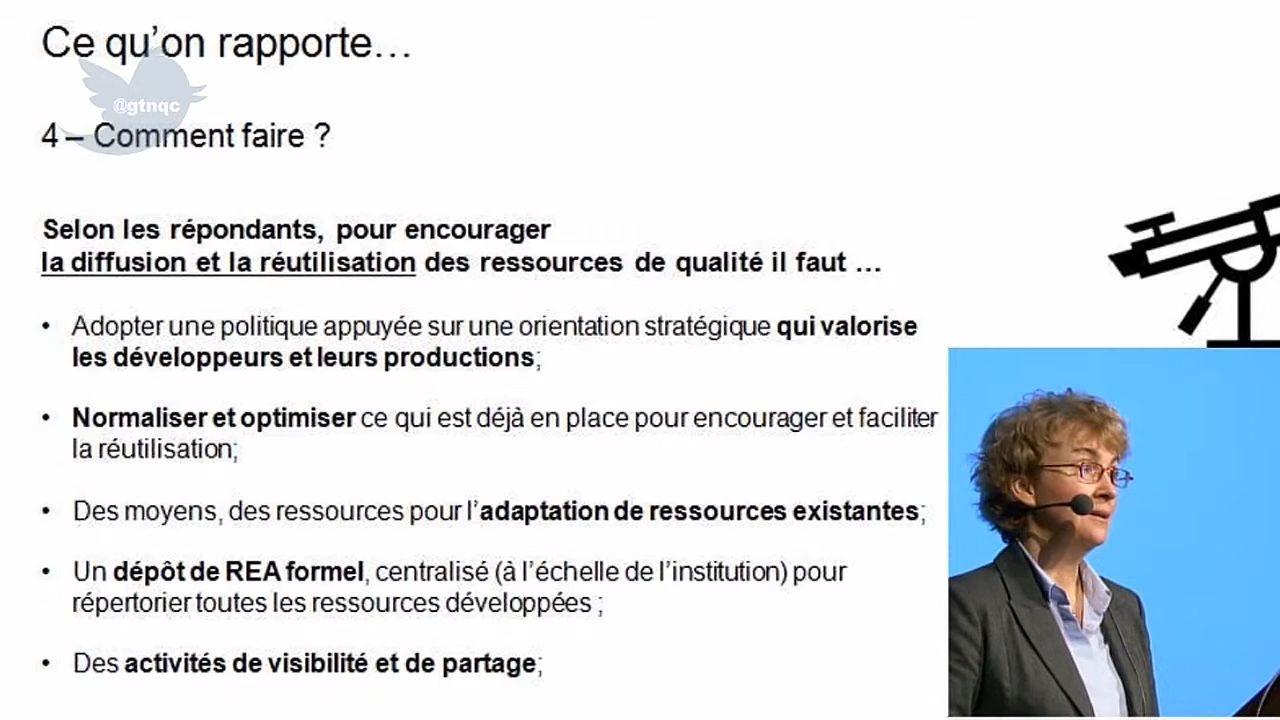 Ce qu'on rapporte…
@gtnqc
4 – Comment faire ?
Selon les répondants, pour encourager
la diffusion et la réutilisation des ressources de qualité il faut …
• Adopter une politique appuyée sur une orientation stratégique qui valorise
les développeurs et leurs productions;
• Normaliser et optimiser ce qui est déjà en place pour encourager et faciliter
la réutilisation;
• Des moyens, des ressources pour l'adaptation de ressources existantes;
• Un dépôt de REA formel, centralisé (à l'échelle de l'institution) pour
répertorier toutes les ressources développées ;
• Des activités de visibilité et de partage;